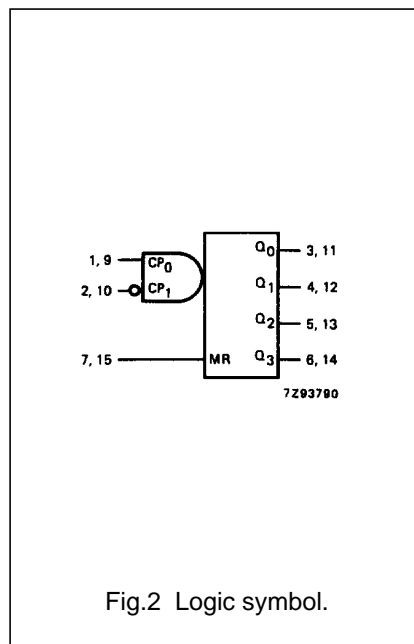 1, 9 CP0 Q0 3, 11
2, 10 CP1 Q1 4, 12
Q2 5, 13
7, 15 MR Q3 6, 14
7Z93790
Fig.2 Logic symbol.